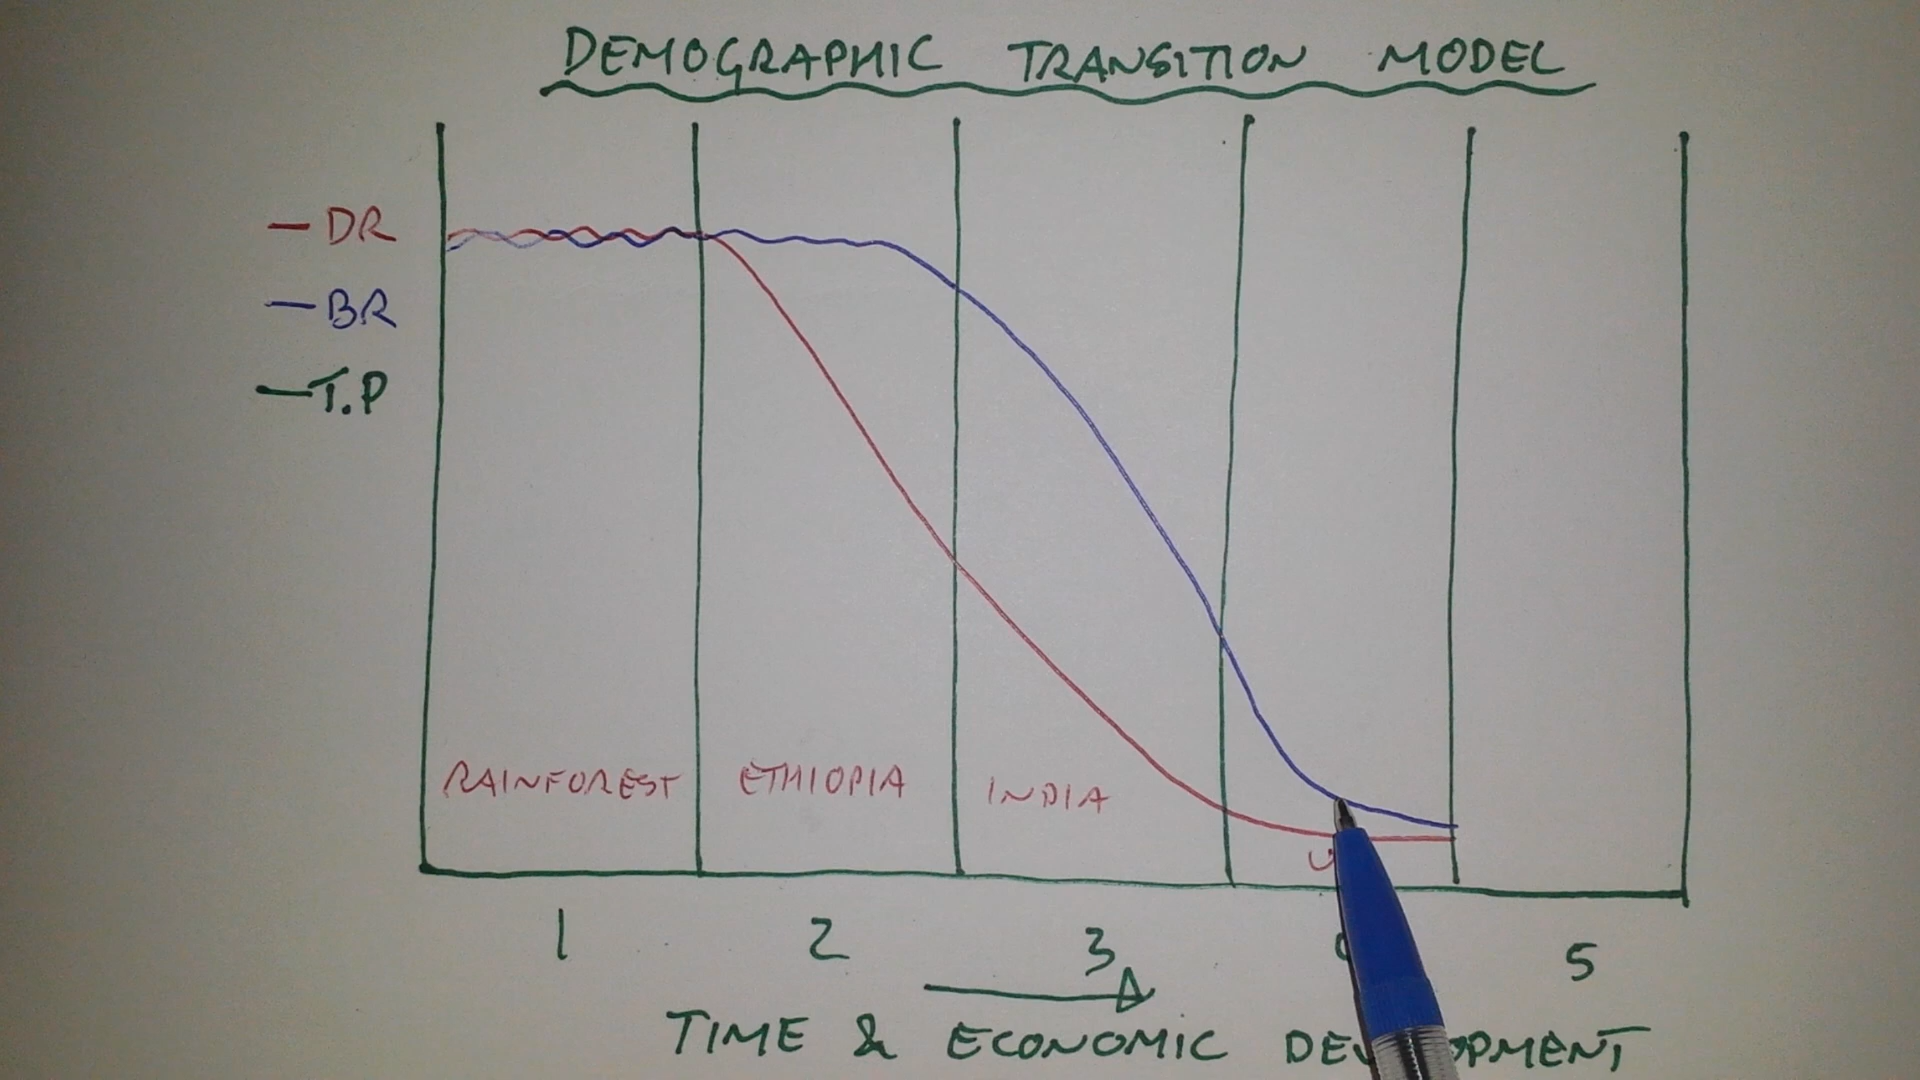 DEMOGRAPHIC TRANSITION MODEL
DR
BR
T.P
RAINFOREST ETHIOPIA INDIA
1 2 3 5
TIME & ECONOMIC